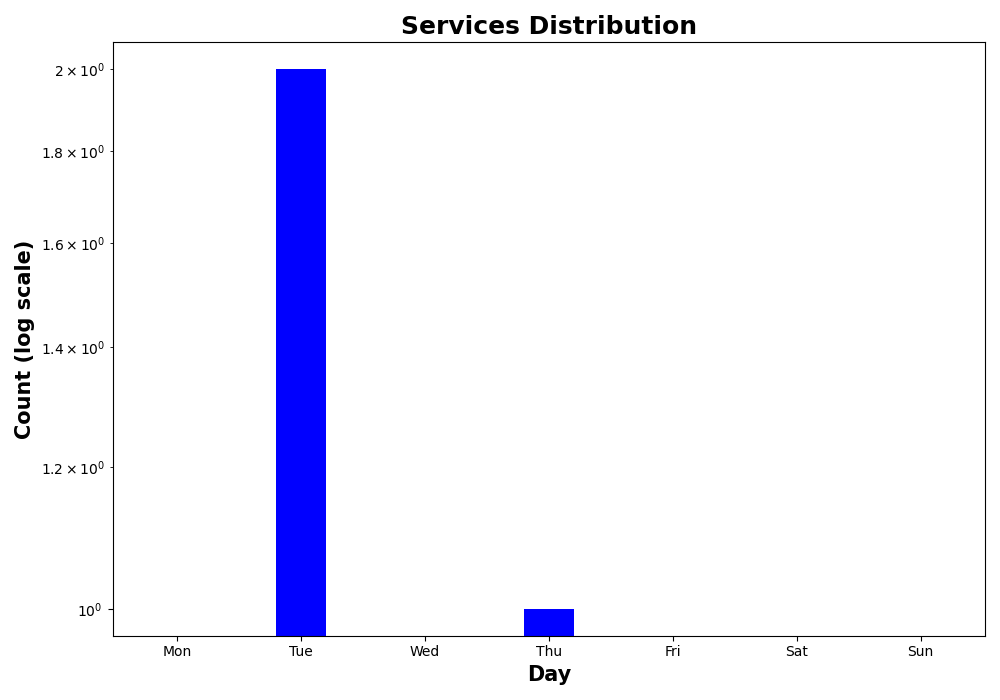 Services Distribution
Count (log scale)
2 × 10⁰
1.8 × 10⁰
1.6 × 10⁰
1.4 × 10⁰
1.2 × 10⁰
10⁰
Mon Tue Wed Thu Fri Sat Sun
Day